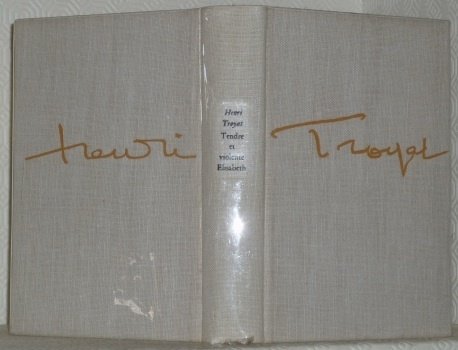 Henri
Henri
Troyat
Tendre
et
violente
Elisabeth
Troyat